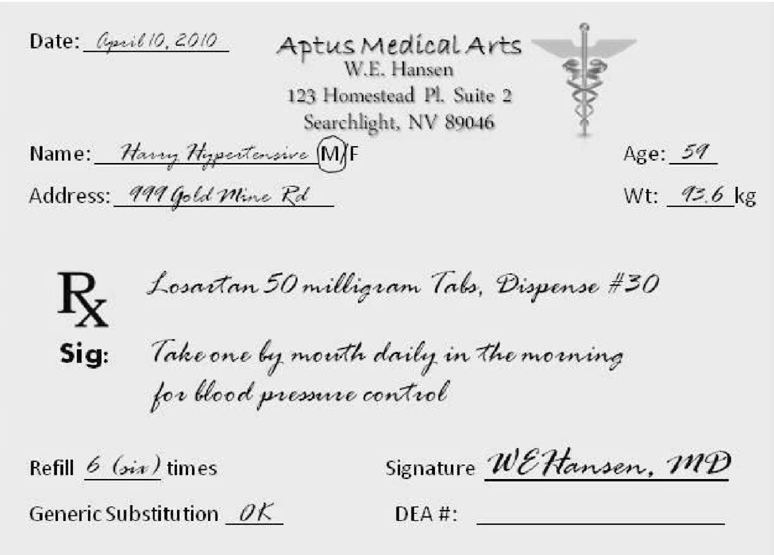 Date: April 10, 2010
Aptus Medical Arts
W.E. Hansen
123 Homestead Pl. Suite 2
Searchlight, NV 89046
Name: Harry Hypertensive M/F Age: 59
Address: 999 Gold Mine Rd Wt: 93.6 kg
Rx Losartan 50 milligram Tabs, Dispense #30
Sig: Take one by mouth daily in the morning
for blood pressure control
Refill 6 (six) times Signature WE Hansen, MD
Generic Substitution OK DEA #: